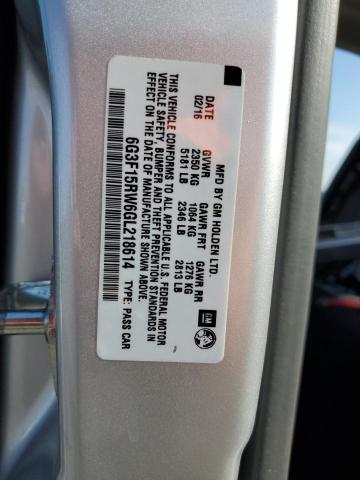 MFD BY GM HOLDEN LTD.
DATE GVWR GAWR FRT GAWR RR
02/16 2350 KG 1064 KG 1276 KG
5181 LB 2346 LB 2813 LB
THIS VEHICLE CONFORMS TO ALL APPLICABLE U.S. FEDERAL MOTOR
VEHICLE SAFETY, BUMPER AND THEFT PREVENTION STANDARDS IN
EFFECT ON THE DATE OF MANUFACTURE SHOWN ABOVE.
6G3F15RW6GL218614 TYPE: PASS CAR
GM